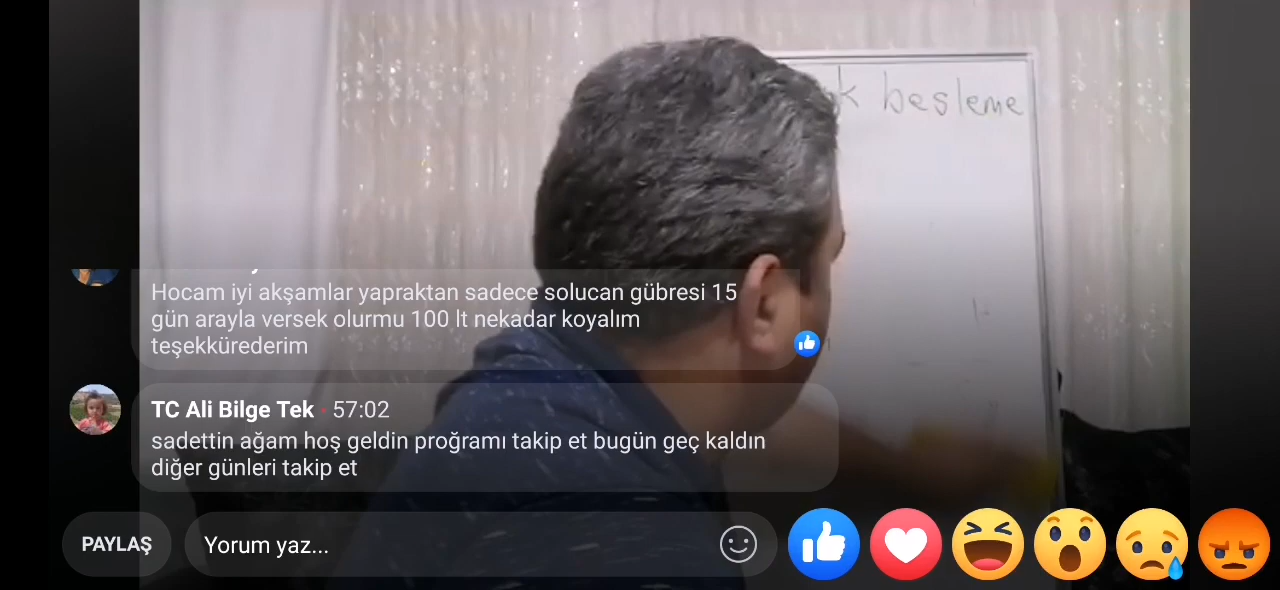 besleme
Hocam iyi akşamlar yapraktan sadece solucan gübresi 15
gün arayla versek olurmu 100 lt nekadar koyalım
teşekkürederim
TC Ali Bilge Tek • 57:02
sadettin ağam hoş geldin proğramı takip et bugün geç kaldın
diğer günleri takip et
PAYLAŞ
Yorum yaz...